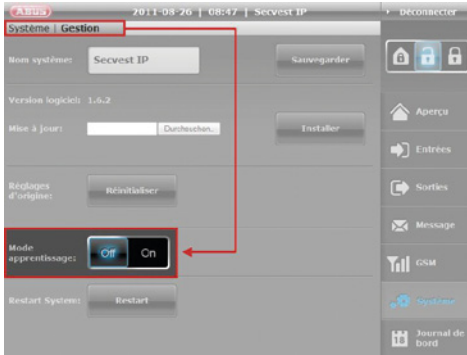 ABUS 2011-08-26 | 08:47 | Secvest IP Déconnecter
Système | Gestion
Nom système: Secvest IP Sauvegarder
Version logiciel: 1.6.2
Mise à jour: Durchsuchen.. Installer
Réglages
d'origine: Réinitialiser
Mode
apprentissage: Off On
Restart System: Restart
Aperçu
Entrées
Sorties
Message
GSM
Système
18 Journal de
bord